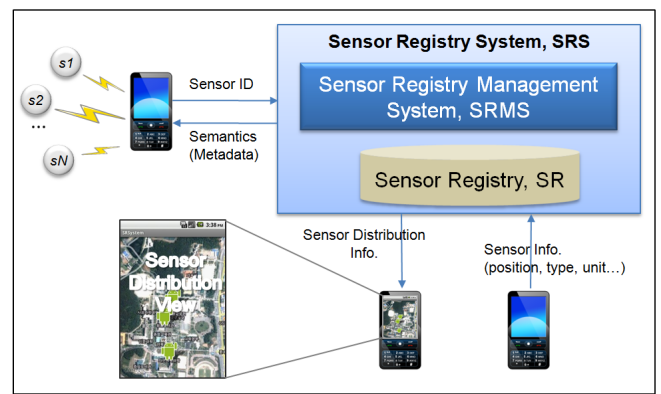 Sensor Registry System, SRS
Sensor Registry Management
System, SRMS
Sensor Registry, SR
s1
s2
...
sN
Sensor ID
Semantics
(Metadata)
Sensor Distribution
Info.
Sensor Info.
(position, type, unit…)
3:38 PM
SRSystem
Sensor
Distribution
View